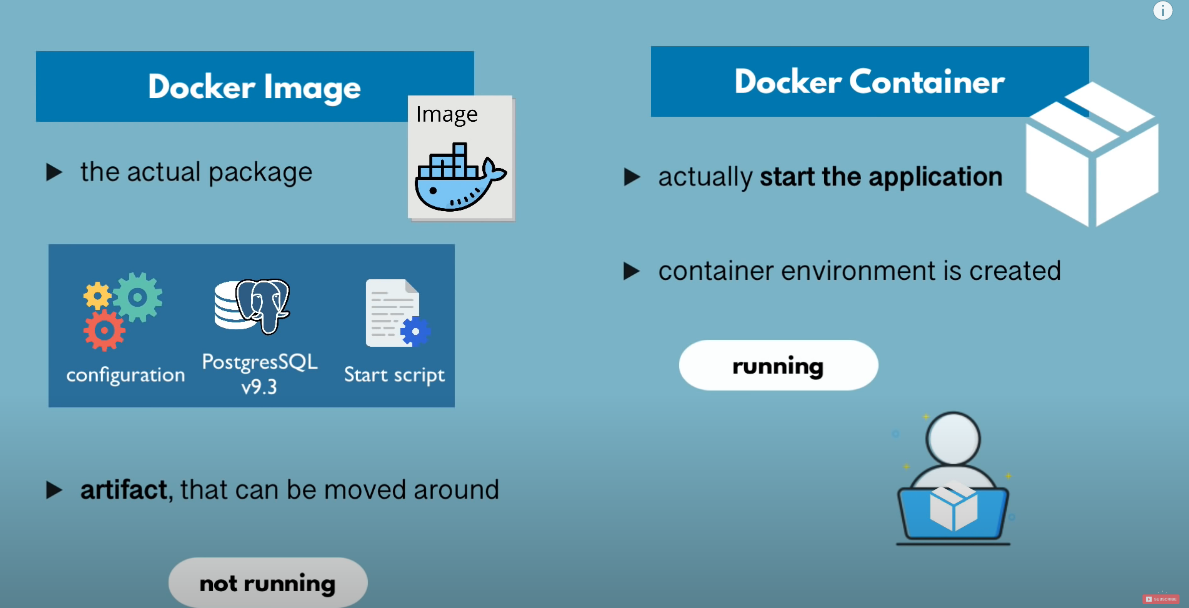 Docker Image
Image
the actual package
configuration
PostgresSQL
v9.3
Start script
artifact, that can be moved around
not running
Docker Container
actually start the application
container environment is created
running
i
SUBSCRIBE